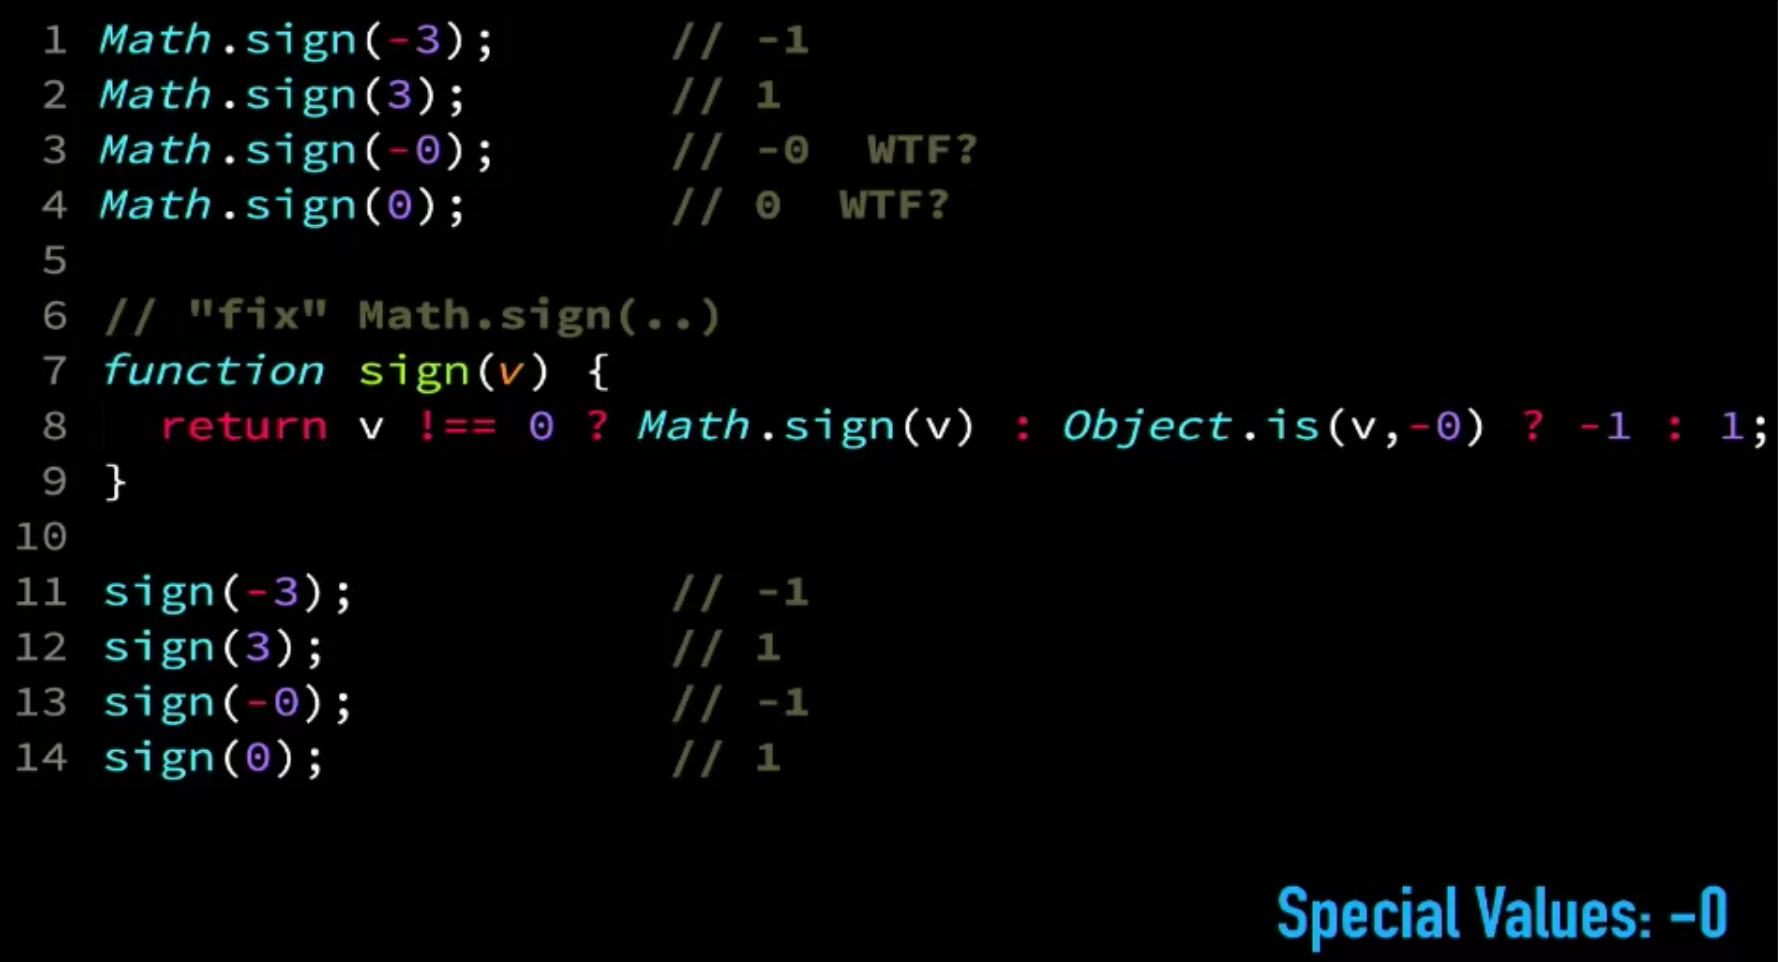 1 Math.sign(-3); // -1
2 Math.sign(3); // 1
3 Math.sign(-0); // -0 WTF?
4 Math.sign(0); // 0 WTF?
5
6 // "fix" Math.sign(..)
7 function sign(v) {
8 return v !== 0 ? Math.sign(v) : Object.is(v,-0) ? -1 : 1;
9 }
10
11 sign(-3); // -1
12 sign(3); // 1
13 sign(-0); // -1
14 sign(0); // 1
Special Values: -0